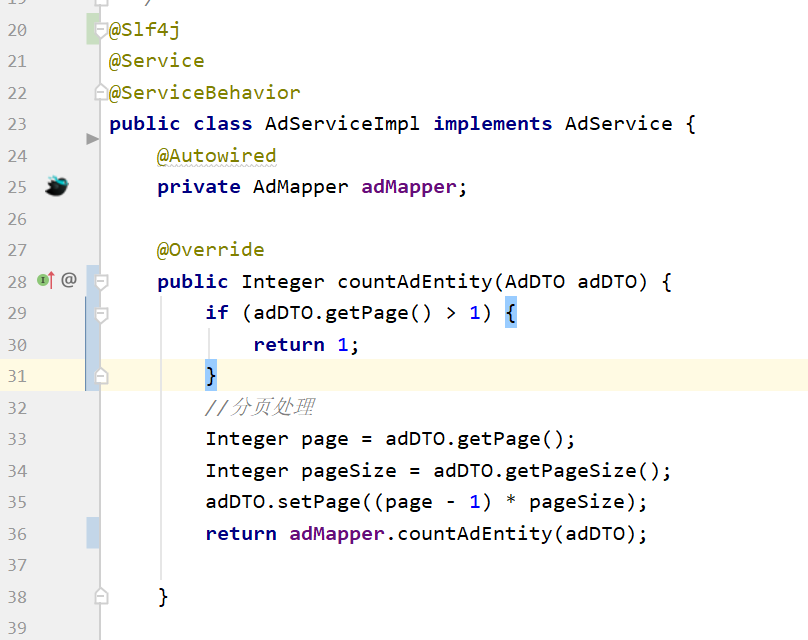 20 @Slf4j
21 @Service
22 @ServiceBehavior
23 public class AdServiceImpl implements AdService {
24 @Autowired
25 private AdMapper adMapper;
26
27 @Override
28 @ public Integer countAdEntity(AdDTO adDTO) {
29 if (adDTO.getPage() > 1) {
30 return 1;
31 }
32 //分页处理
33 Integer page = adDTO.getPage();
34 Integer pageSize = adDTO.getPageSize();
35 adDTO.setPage((page - 1) * pageSize);
36 return adMapper.countAdEntity(adDTO);
37
38 }
39